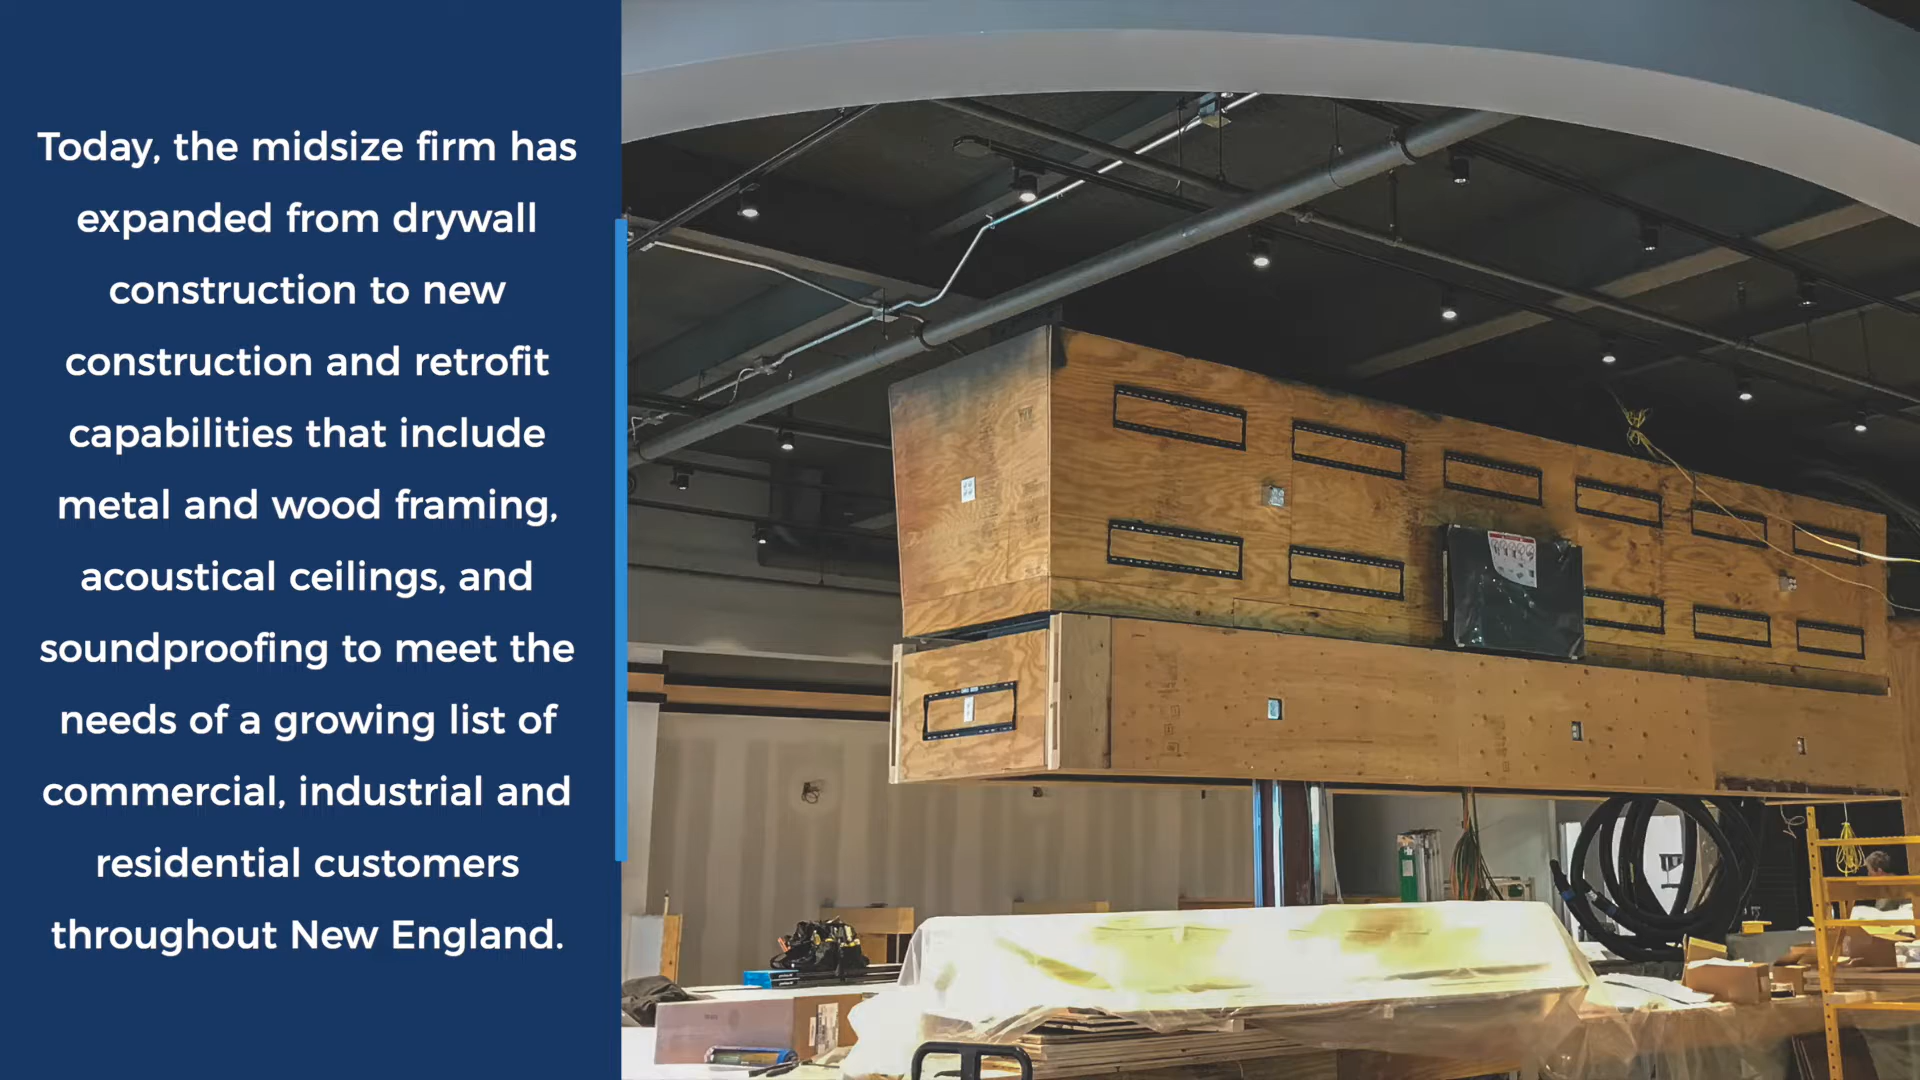 Today, the midsize firm has
expanded from drywall
construction to new
construction and retrofit
capabilities that include
metal and wood framing,
acoustical ceilings, and
soundproofing to meet the
needs of a growing list of
commercial, industrial and
residential customers
throughout New England.